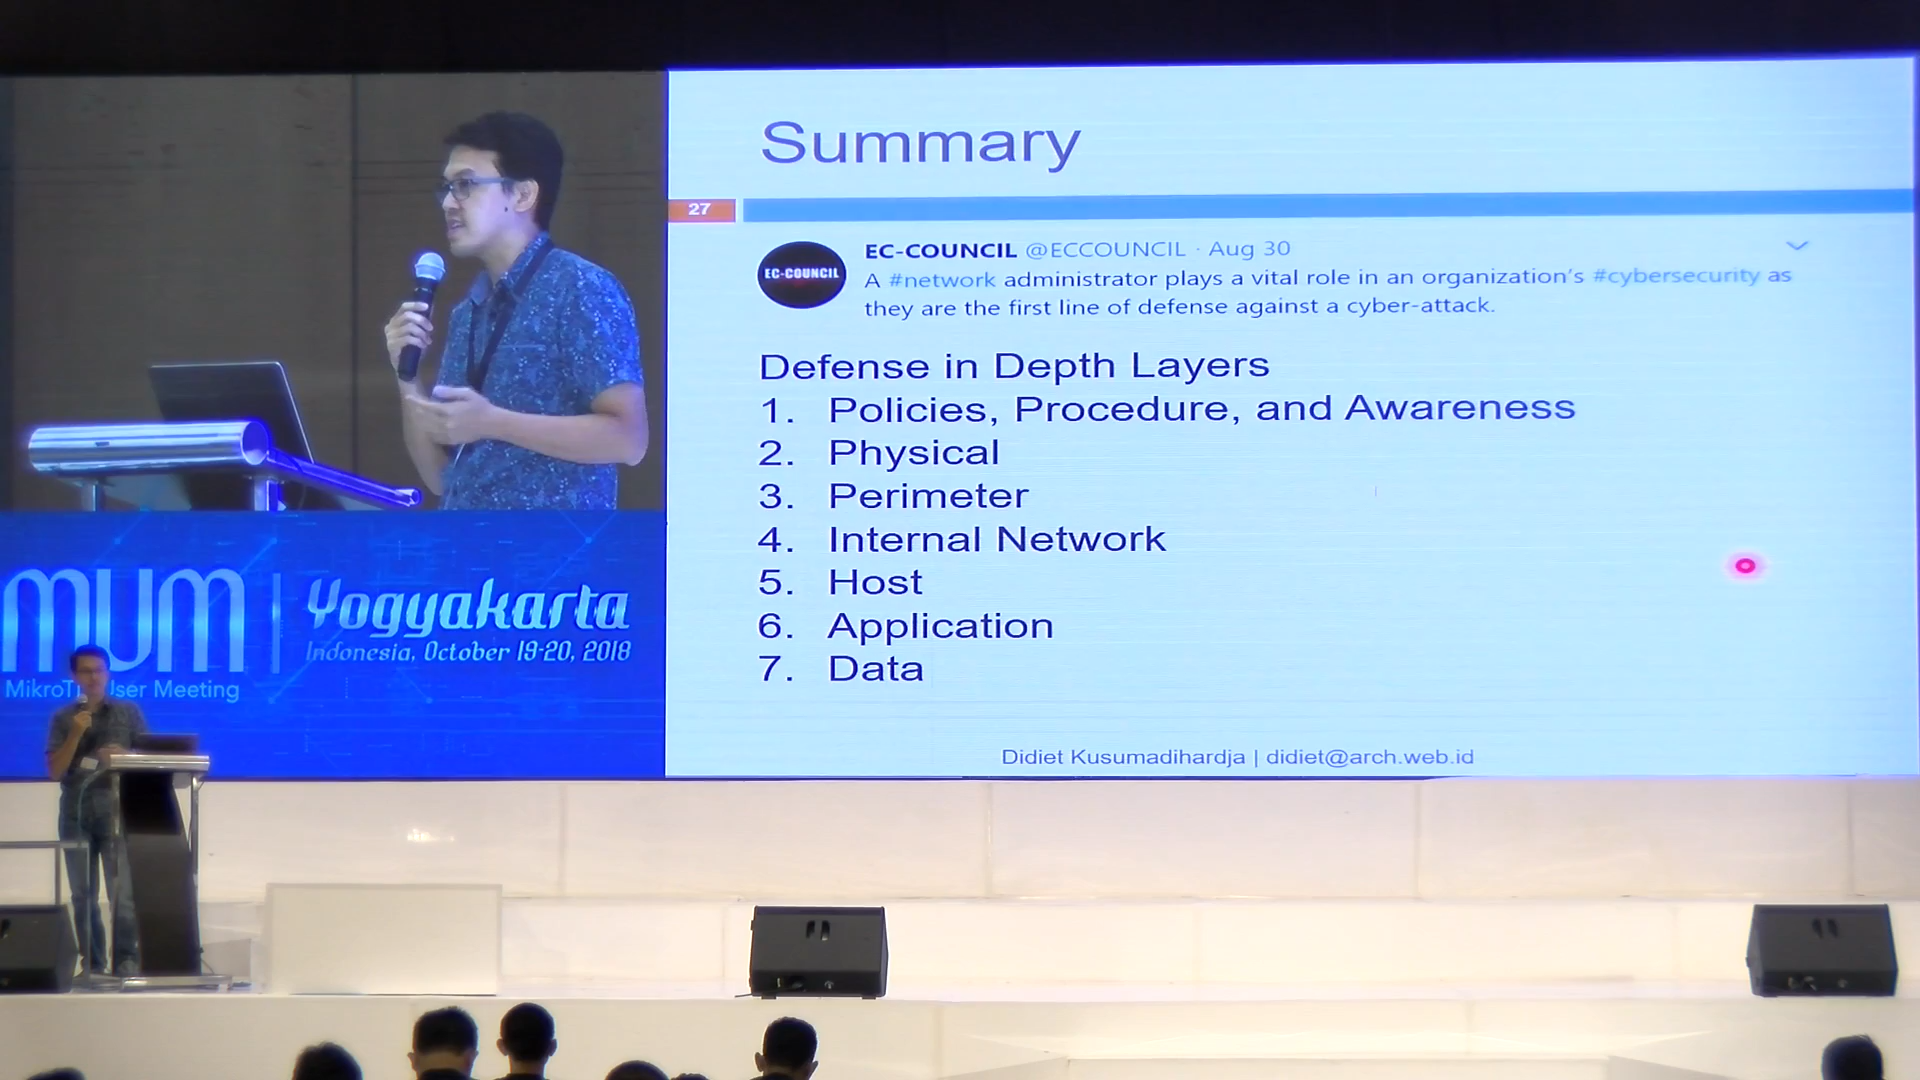 Summary
27
EC-COUNCIL
EC-COUNCIL @ECCOUNCIL · Aug 30
A #network administrator plays a vital role in an organization's #cybersecurity as
they are the first line of defense against a cyber-attack.
Defense in Depth Layers
1. Policies, Procedure, and Awareness
2. Physical
3. Perimeter
4. Internal Network
5. Host
6. Application
7. Data
Didiet Kusumadihardja | didiet@arch.web.id
MUM
Yogyakarta
Indonesia, October 19-20, 2018
Meeting